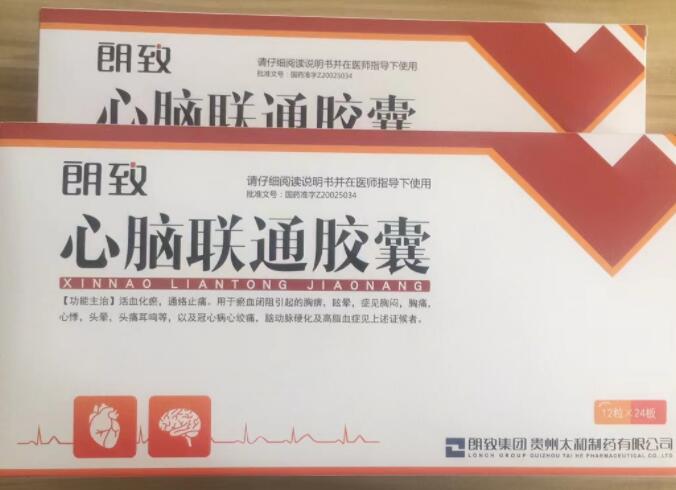 朗致
请仔细阅读说明书并在医师指导下使用
批准文号：国药准字Z20025034
心脑联通胶囊
朗致
请仔细阅读说明书并在医师指导下使用
批准文号：国药准字Z20025034
心脑联通胶囊
XINNAO LIANTONG JIAONANG
【功能主治】活血化瘀，通络止痛。用于瘀血闭阻引起的胸痹，眩晕，症见胸闷，胸痛，
心悸、头晕、头痛耳鸣等，以及冠心病心绞痛，脑动脉硬化及高脂血症见上述证候者。
12粒×24板
朗致集团 贵州太和制药有限公司
LONCH GROUP GUIZHOU TAI HE PHARMACEUTICAL CO.,LTD